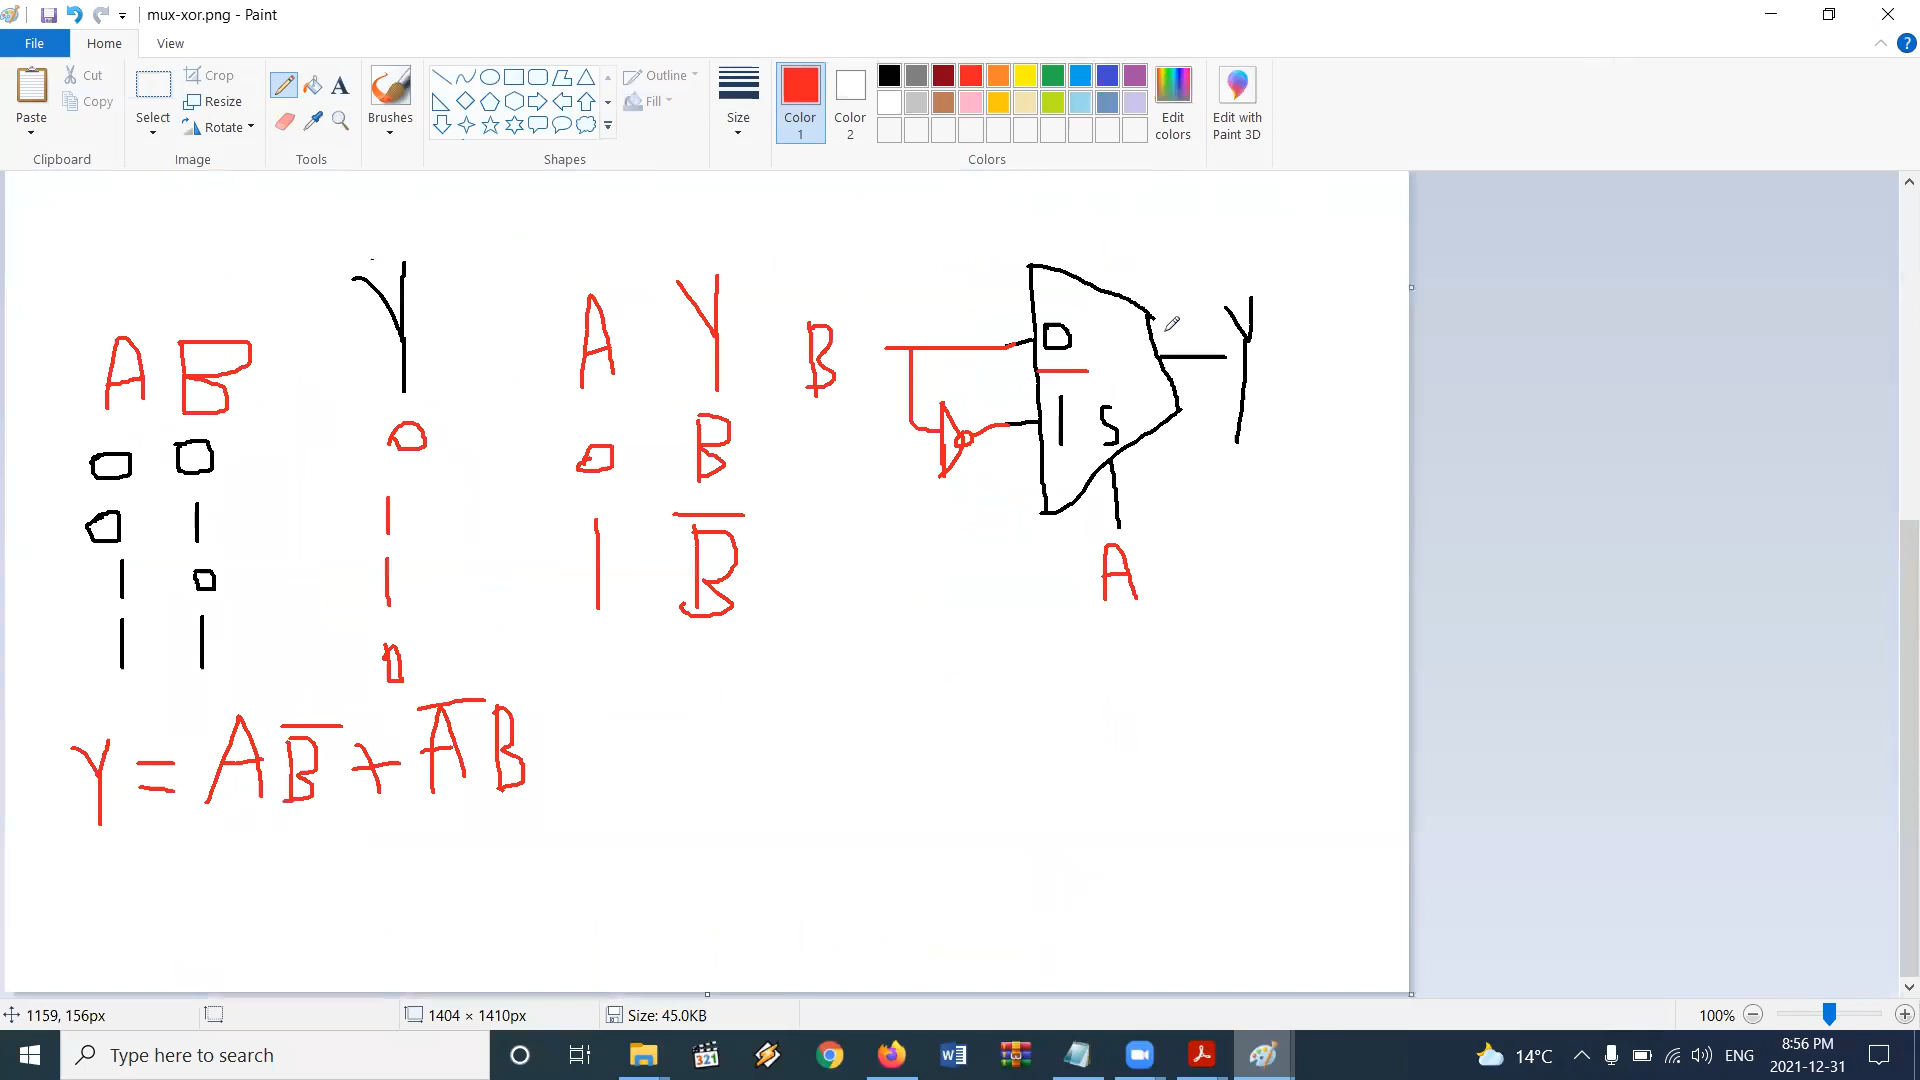 mux-xor.png - Paint
File Home View
Paste Cut Copy Select Crop Resize Rotate A Brushes Outline Fill Size Color 1 Color 2 Edit colors Edit with Paint 3D
Clipboard Image Tools Shapes Colors
A B Y
0 0 0
0 1 1
1 0 1
1 1 0
Y = AB̅ + A̅B
A Y
0 B
1 B̅
B 0 1 S Y
A
1159, 156px 1404 × 1410px Size: 45.0KB 100%
Type here to search 321 14°C ENG 8:56 PM
2021-12-31